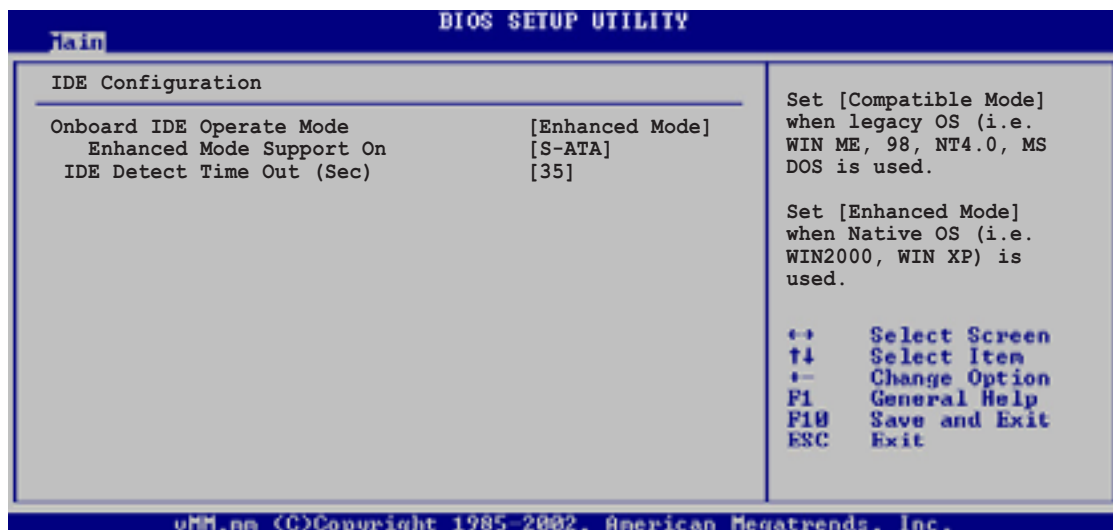 BIOS SETUP UTILITY
Main
IDE Configuration
Onboard IDE Operate Mode [Enhanced Mode]
Enhanced Mode Support On [S-ATA]
IDE Detect Time Out (Sec) [35]
Set [Compatible Mode]
when legacy OS (i.e.
WIN ME, 98, NT4.0, MS
DOS is used.
Set [Enhanced Mode]
when Native OS (i.e.
WIN2000, WIN XP) is
used.
←→ Select Screen
↑↓ Select Item
+- Change Option
F1 General Help
F10 Save and Exit
ESC Exit
vMM.mm (C)Copyright 1985-2002, American Megatrends, Inc.